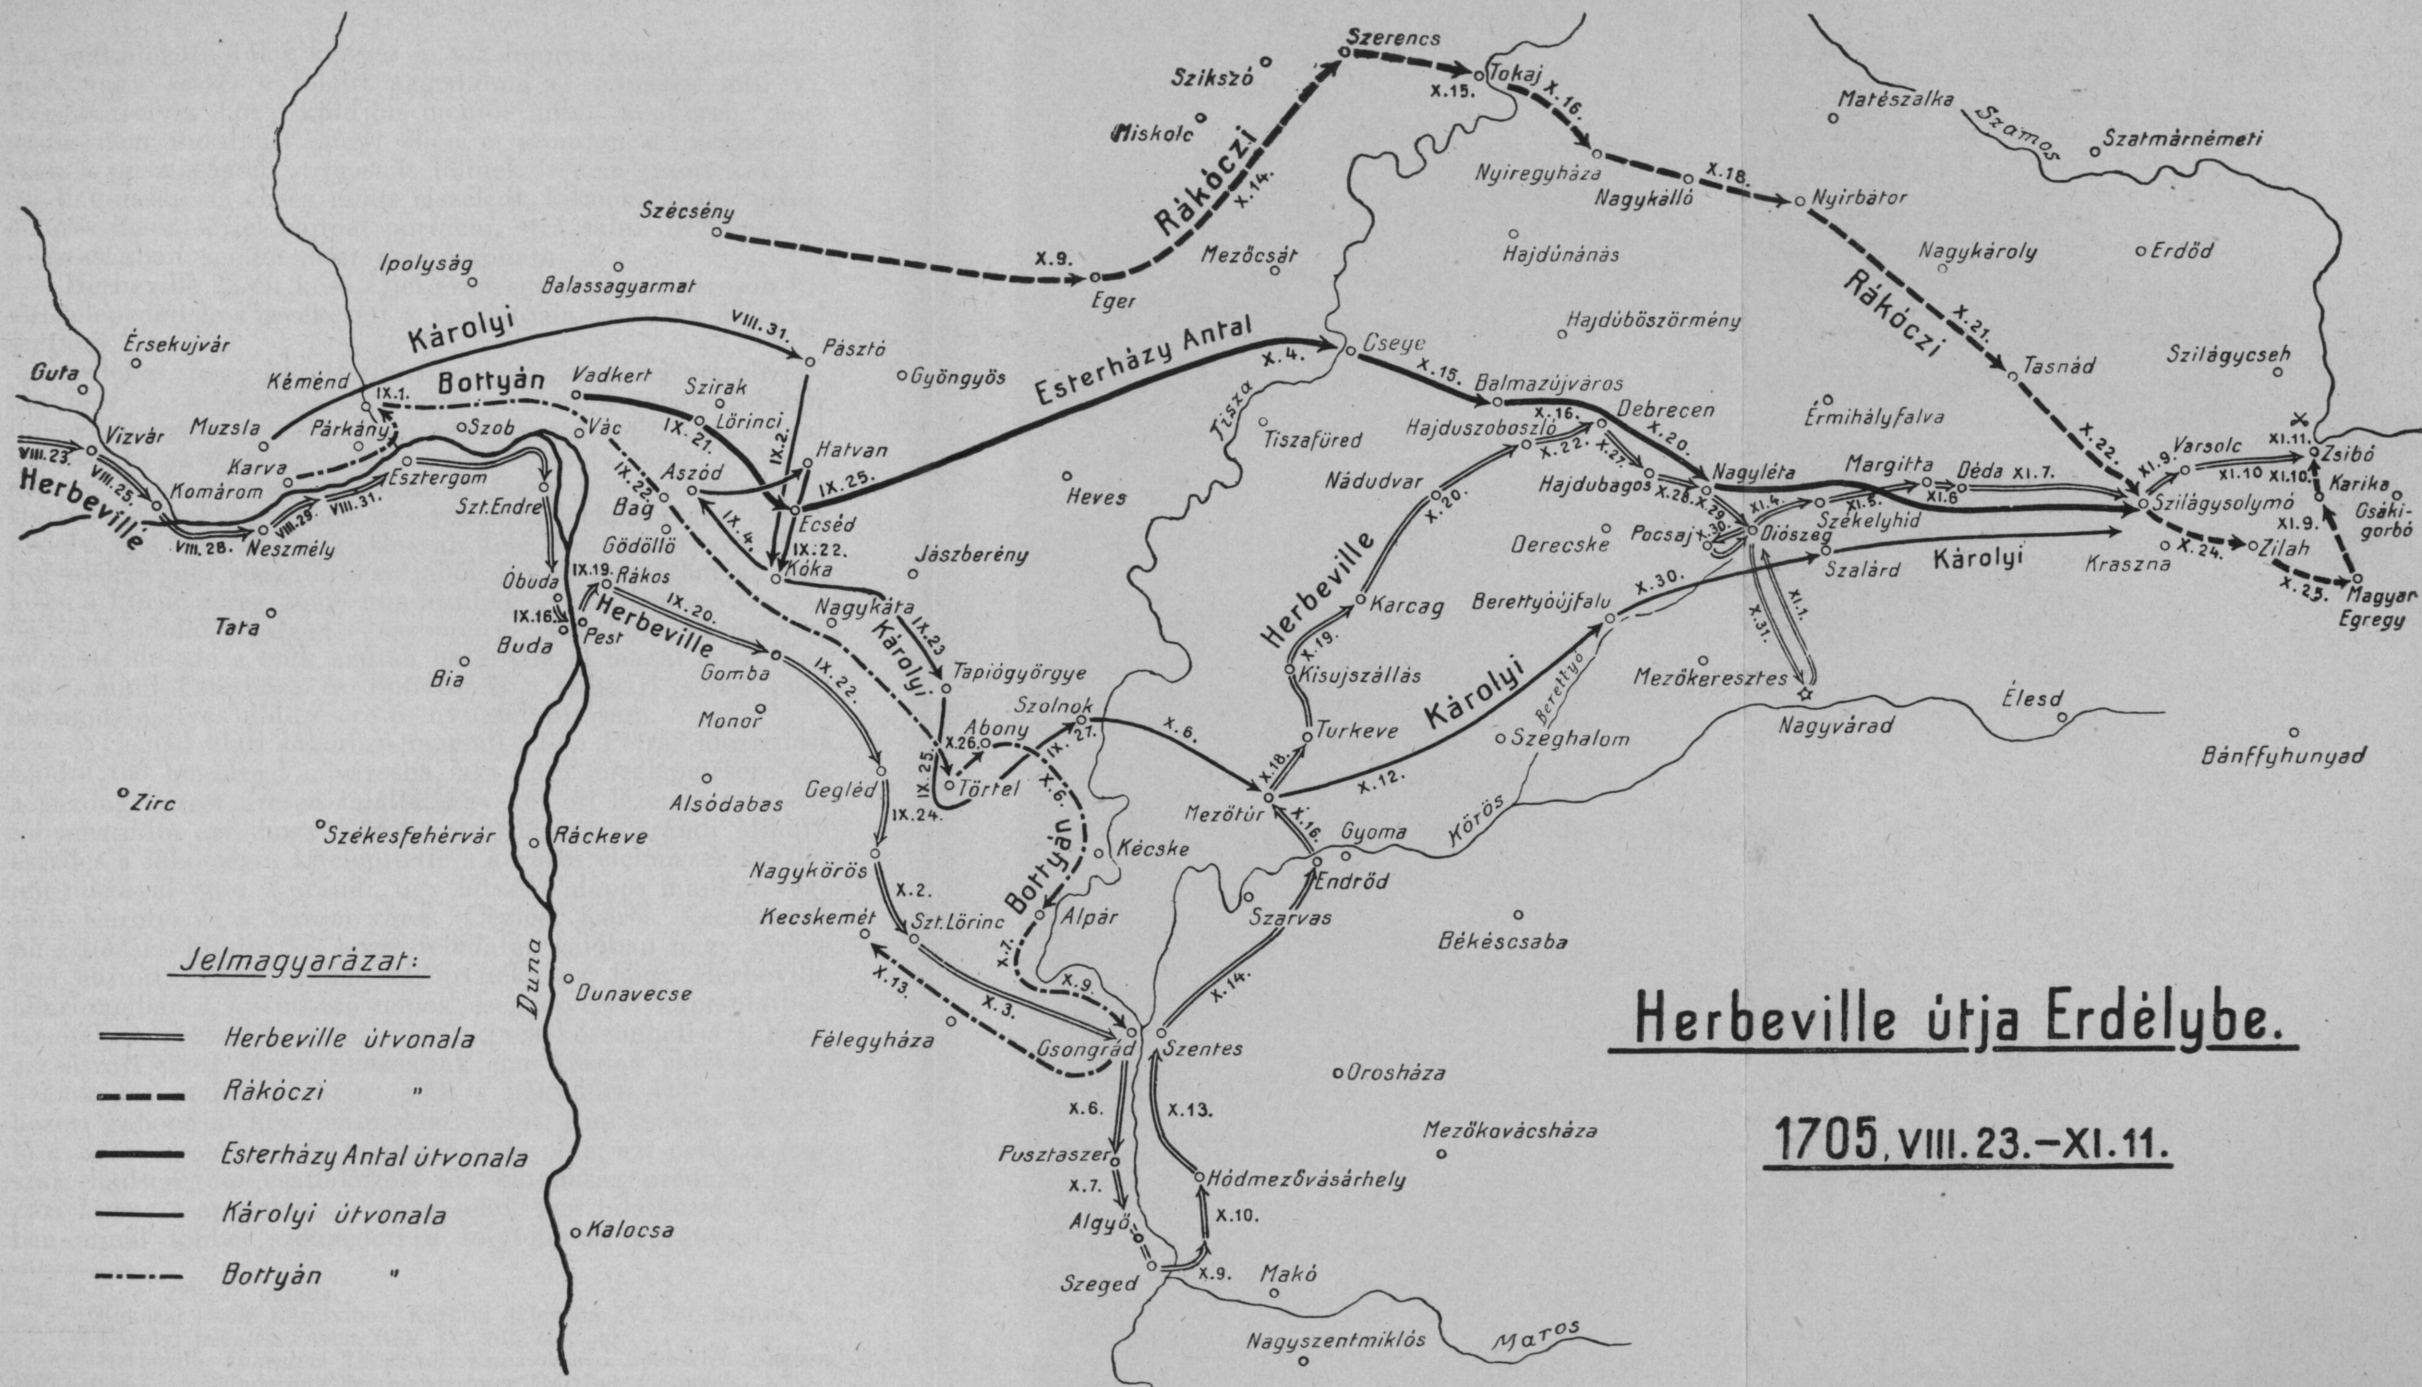 Szerencs
Szikszó
Tokaj
X.15.
X.16.
Matészalka
Miskolc
Szamos
Szatmárnémeti
Rákóczi
X.14.
Nyiregyháza
Nagykálló
X.18.
Nyirbátor
Szécsény
X.9.
Eger
Mezőcsát
Hajdúnánás
Nagykároly
Erdőd
Ipolyság
Balassagyarmat
Károlyi
VIII.31.
Pásztó
Esterházy Antal
X.4.
Csege
Hajdúböszörmény
Rákóczi
X.21.
Tasnád
Szilágycseh
Érsekujvár
Guta
Kéménd
IX.1.
Bottyán
Vadkert
Szirak
Gyöngyös
X.15.
Balmazújváros
Debrecen
Érmihályfalva
Muzsla
Párkány
Szob
Vác
IX.21.
Lőrinci
Tisza
Tiszafüred
Hajduszoboszló
X.16.
X.22.
X.20.
X.22.
Vizvár
VIII.23.
VIII.25.
Karva
Komárom
Esztergom
VIII.31.
VIII.29.
VIII.28.
Neszmély
Herbeville
Szt.Endre
IX.22.
Bag
Aszód
IX.2.
Hatvan
IX.25.
Ecséd
IX.22.
IX.4.
Kóka
Heves
Nádudvar
X.20.
Hajdubagos
X.27.
X.28.
X.29.
X.30.
Nagyléta
XI.4.
Margitta
XI.5.
Déda
XI.6
XI.7.
Székelyhid
Diószeg
Pocsaj
Derecske
XI.9.
Varsolc
XI.10
XI.11.
XI.10.
Zsibó
Karika
Csáki-
gorbó
XI.9.
Szilágysolymó
X.24.
Zilah
X.25.
Magyar
Egregy
Kraszna
Szalárd
Károlyi
Gödöllő
Jászberény
Óbuda
IX.19.
Rákos
IX.16.
Buda
Pest
Herbeville
IX.20.
Gomba
IX.22.
Nagykáta
IX.23
Károlyi
Tapiógyörgye
Herbeville
Karcag
X.19.
Kisujszállás
Turkeve
X.18.
Berettyóújfalu
X.30.
Berettyó
X.31.
XI.1.
Mezőkeresztes
Nagyvárad
Élesd
Bánffyhunyad
Tata
Bia
Monor
Alsódabas
Abony
X.26.
IX.25.
Törtel
Szolnok
IX.27.
X.6.
X.6.
Károlyi
X.12.
Szeghalom
Mezőtúr
X.16.
Gyoma
Körös
Endrőd
Zirc
Székesfehérvár
Ráckeve
Cegléd
IX.24.
Nagykőrös
X.2.
Bottyán
Kécske
Alpár
Szarvas
Békéscsaba
Kecskemét
Szt.Lőrinc
X.7.
X.9.
X.13.
X.3.
X.14.
Félegyháza
Csongrád
Szentes
Duna
Dunavecse
X.6.
X.13.
Orosháza
Mezőkovácsháza
Pusztaszer
X.7.
Hódmezővásárhely
X.10.
Algyő
Szeged
X.9.
Makó
Kalocsa
Nagyszentmiklós
Maros
Jelmagyarázat:
Herbeville útvonala
Rákóczi "
Esterházy Antal útvonala
Károlyi útvonala
Bottyán "
Herbeville útja Erdélybe.
1705, VIII.23.–XI.11.